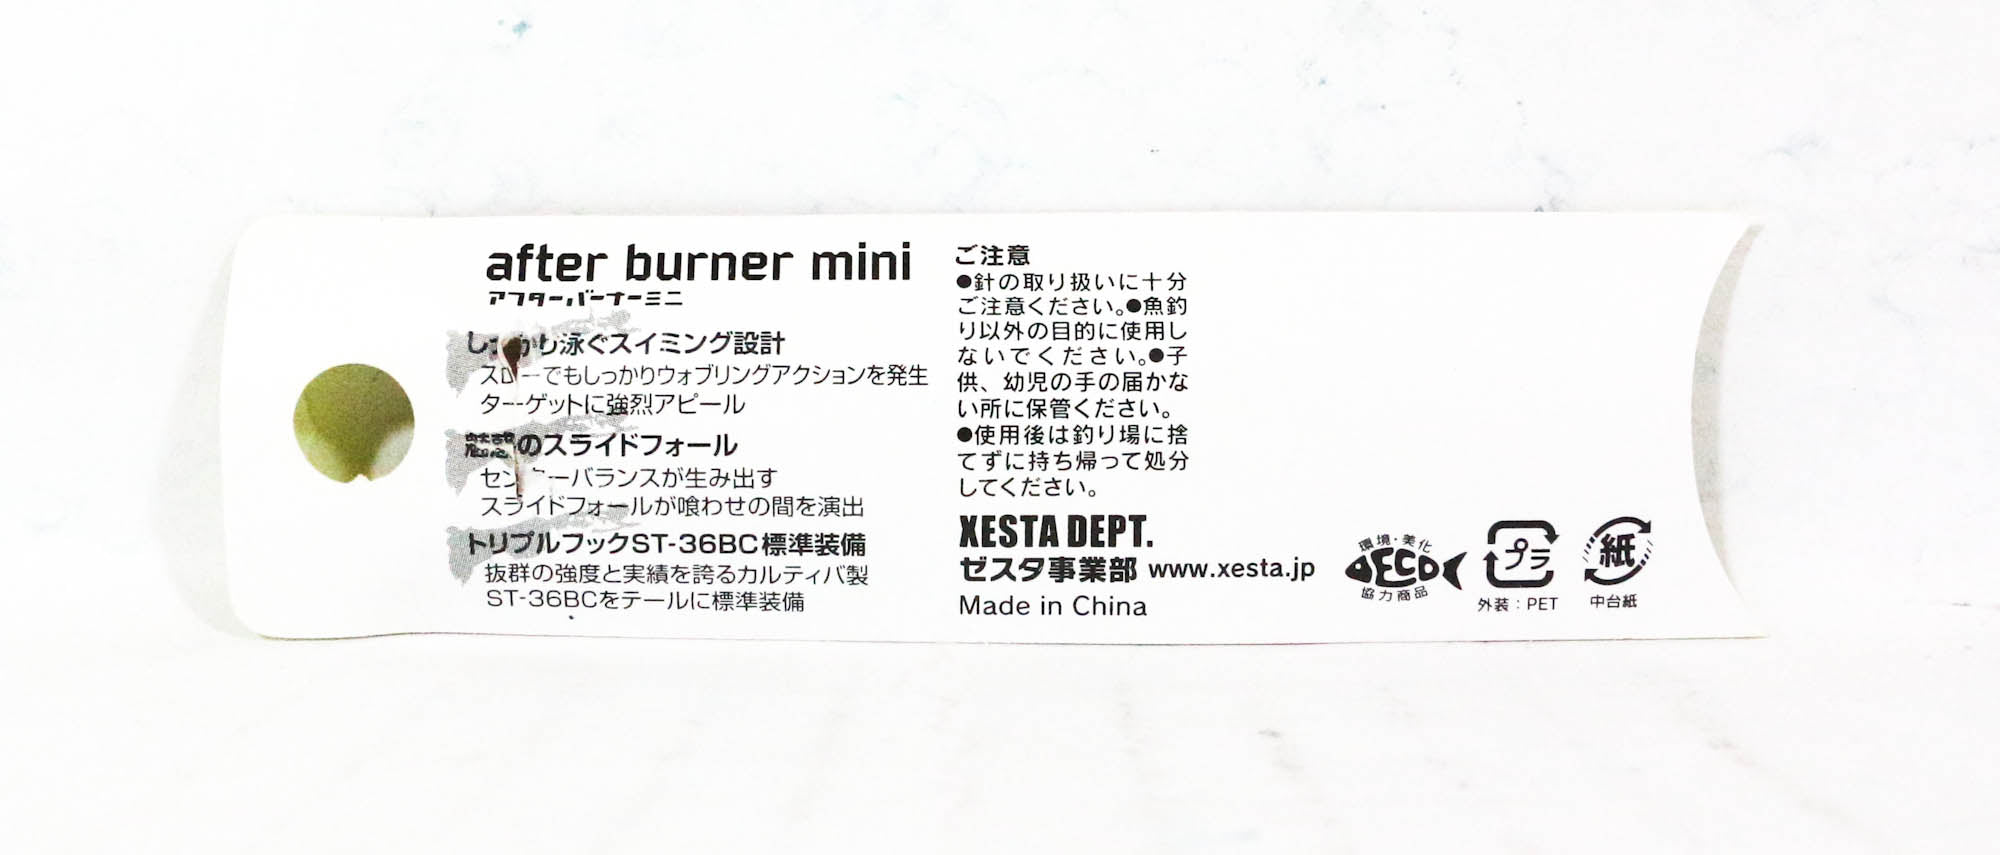 after burner mini
アフターバーナーミニ
しっかり泳ぐスイミング設計
スローでもしっかりウォブリングアクションを発生
ターゲットに強烈アピール
のスライドフォール
センターバランスが生み出す
スライドフォールが喰わせの間を演出
トリプルフックST-36BC標準装備
抜群の強度と実績を誇るカルティバ製
ST-36BCをテールに標準装備
ご注意
●針の取り扱いに十分
ご注意ください。●魚釣
り以外の目的に使用し
ないでください。●子
供、幼児の手の届かな
い所に保管ください。
●使用後は釣り場に捨
てずに持ち帰って処分
してください。
XESTA DEPT.
ゼスタ事業部 www.xesta.jp
Made in China
環境・美化
ECO
協力商品
プラ
外装：PET
紙
中台紙